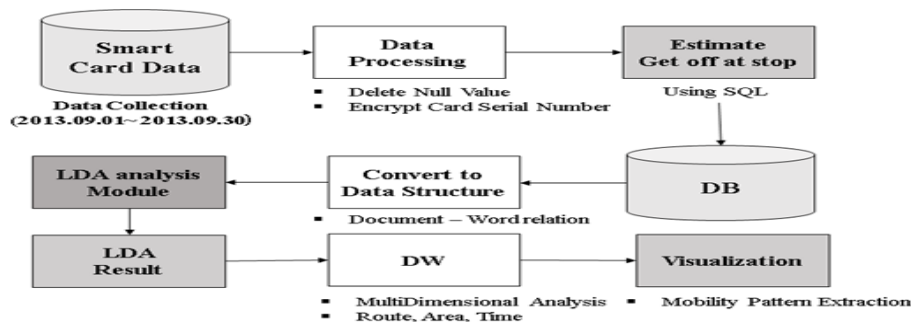 Smart
Card Data
Data Collection
(2013.09.01~2013.09.30)
Data
Processing
▪ Delete Null Value
▪ Encrypt Card Serial Number
Estimate
Get off at stop
Using SQL
DB
Convert to
Data Structure
▪ Document – Word relation
LDA analysis
Module
LDA
Result
DW
▪ MultiDimensional Analysis
▪ Route, Area, Time
Visualization
▪ Mobility Pattern Extraction